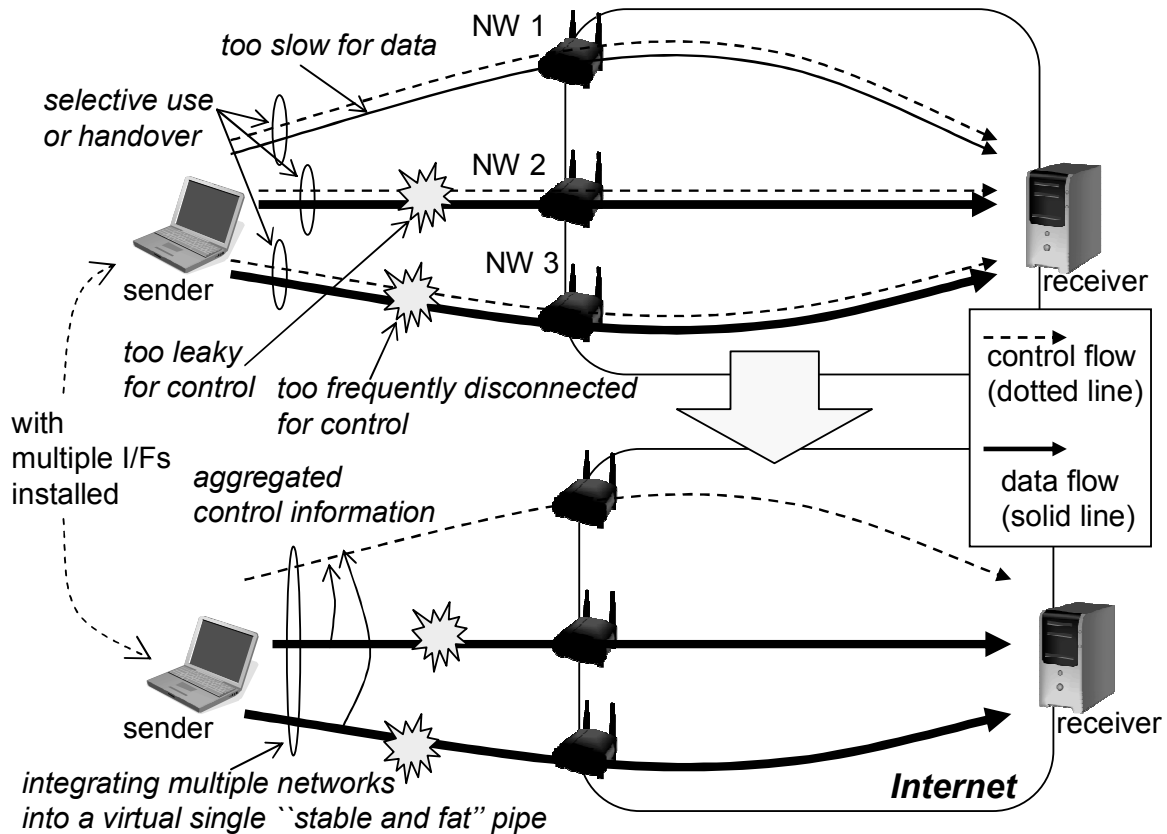 NW 1
too slow for data
selective use
or handover
NW 2
NW 3
sender
receiver
too leaky
for control
too frequently disconnected
for control
control flow
(dotted line)
data flow
(solid line)
with
multiple I/Fs
installed
aggregated
control information
sender
receiver
Internet
integrating multiple networks
into a virtual single ``stable and fat'' pipe